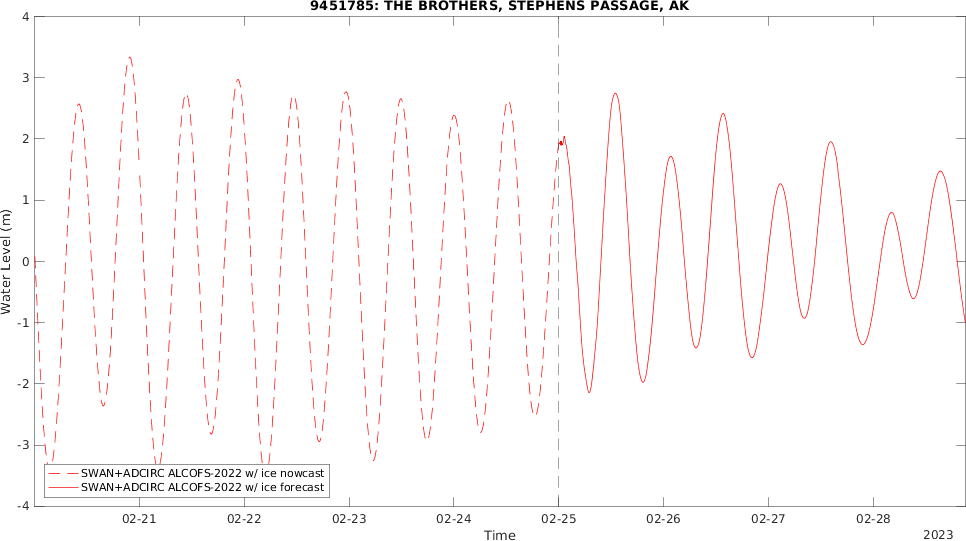 9451785: THE BROTHERS, STEPHENS PASSAGE, AK
4
3
2
1
0
-1
-2
-3
-4
Water Level (m)
SWAN+ADCIRC ALCOFS-2022 w/ ice nowcast
SWAN+ADCIRC ALCOFS-2022 w/ ice forecast
02-21 02-22 02-23 02-24 02-25 02-26 02-27 02-28
Time
2023